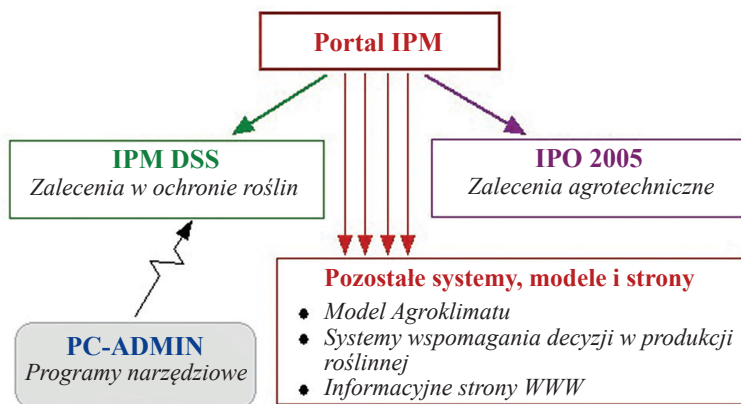 Portal IPM
IPM DSS
Zalecenia w ochronie roślin
IPO 2005
Zalecenia agrotechniczne
PC-ADMIN
Programy narzędziowe
Pozostałe systemy, modele i strony
● Model Agroklimatu
● Systemy wspomagania decyzji w produkcji
roślinnej
● Informacyjne strony WWW